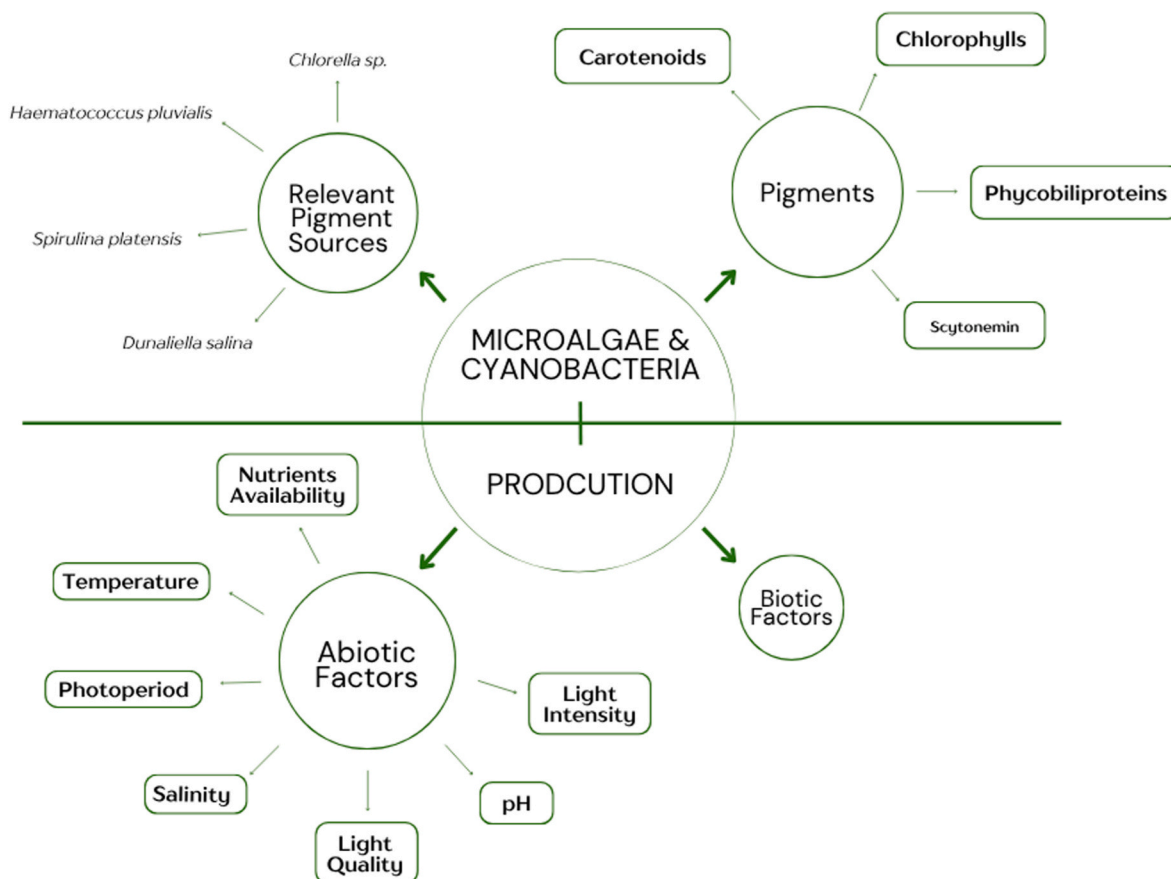 Chlorella sp.
Haematococcus pluvialis
Relevant
Pigment
Sources
Spirulina platensis
Dunaliella salina
Carotenoids
Chlorophylls
Pigments
Phycobiliproteins
Scytonemin
MICROALGAE &
CYANOBACTERIA
PRODCUTION
Nutrients
Availability
Temperature
Photoperiod
Abiotic
Factors
Salinity
Light
Quality
pH
Light
Intensity
Biotic
Factors